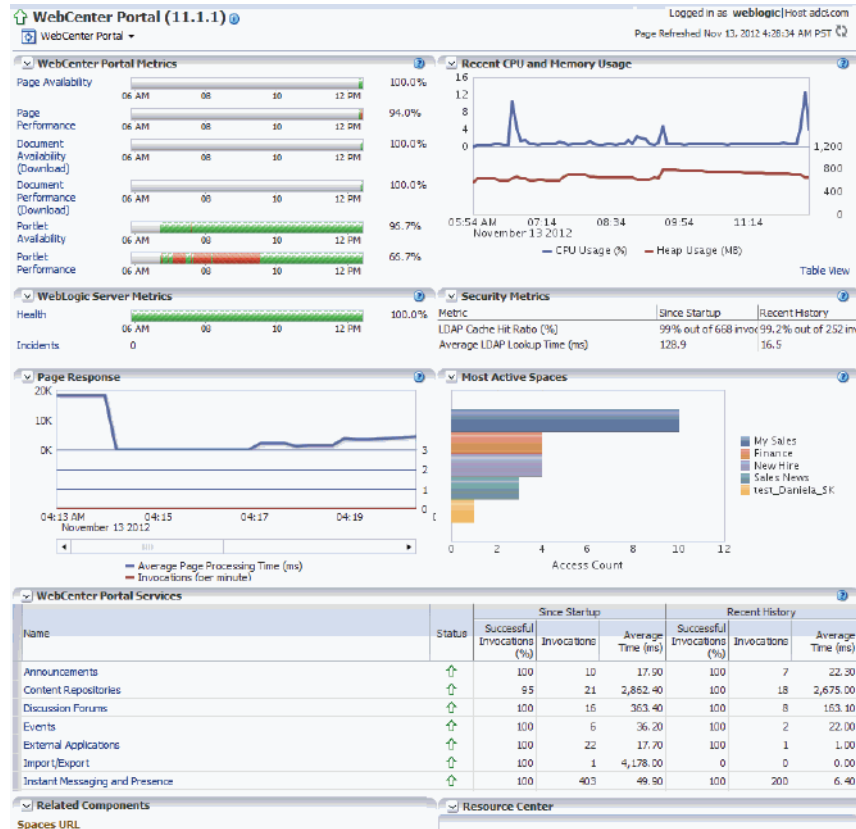 WebCenter Portal (11.1.1)
Logged in as weblogic|Host
WebCenter Portal
Page Refreshed Nov 13, 2012 4:28:34 AM PST
WebCenter Portal Metrics
Page Availability
100.0%
06 AM 08 10 12 PM
Page
Performance
94.0%
06 AM 08 10 12 PM
Document
Availability
(Download)
100.0%
06 AM 08 10 12 PM
Document
Performance
(Download)
100.0%
06 AM 08 10 12 PM
Portlet
Availability
06 AM 08 10 12 PM
Portlet
Performance
06 AM 08 10 12 PM
Recent CPU and Memory Usage
16
12
8
4
0
1,200
800
400
0
05:54 AM 07:14 08:34 09:54 11:14
November 13 2012
CPU Usage (%) Heap Usage (MB)
Table View
WebLogic Server Metrics
Health
100.0%
06 AM 08 10 12 PM
Incidents 0
Security Metrics
Metric Since Startup Recent History
LDAP Cache Hit Ratio (%) 99% out of 668 99.2% out of 252
Average LDAP Lookup Time (ms) 128.9 16.5
Page Response
20K
10K
0K
3
2
1
0
04:13 AM 04:15 04:17 04:19
November 13 2012
Average Page Processing Time (ms)
Invocations (per minute)
Most Active Spaces
My Sales
Finance
New Hire
Sales News
test_Daniela_SK
0 2 4 6 8 10 12
Access Count
WebCenter Portal Services
Since Startup Recent History
Name Status Successful Invocations (%) Invocations Average Time (ms) Successful Invocations (%) Invocations Average Time (ms)
Announcements 100 10 17.90 100 7 22.30
Content Repositories 95 21 2,862.40 100 18 2,675.00
Discussion Forums 100 16 363.40 100 8 163.10
Events 100 6 36.20 100 2 22.00
External Applications 100 22 17.70 100 1 1.00
Import/Export 100 1 4,178.00 0 0 0.00
Instant Messaging and Presence 100 403 49.90 100 200 6.40
Related Components
Spaces URL
Resource Center